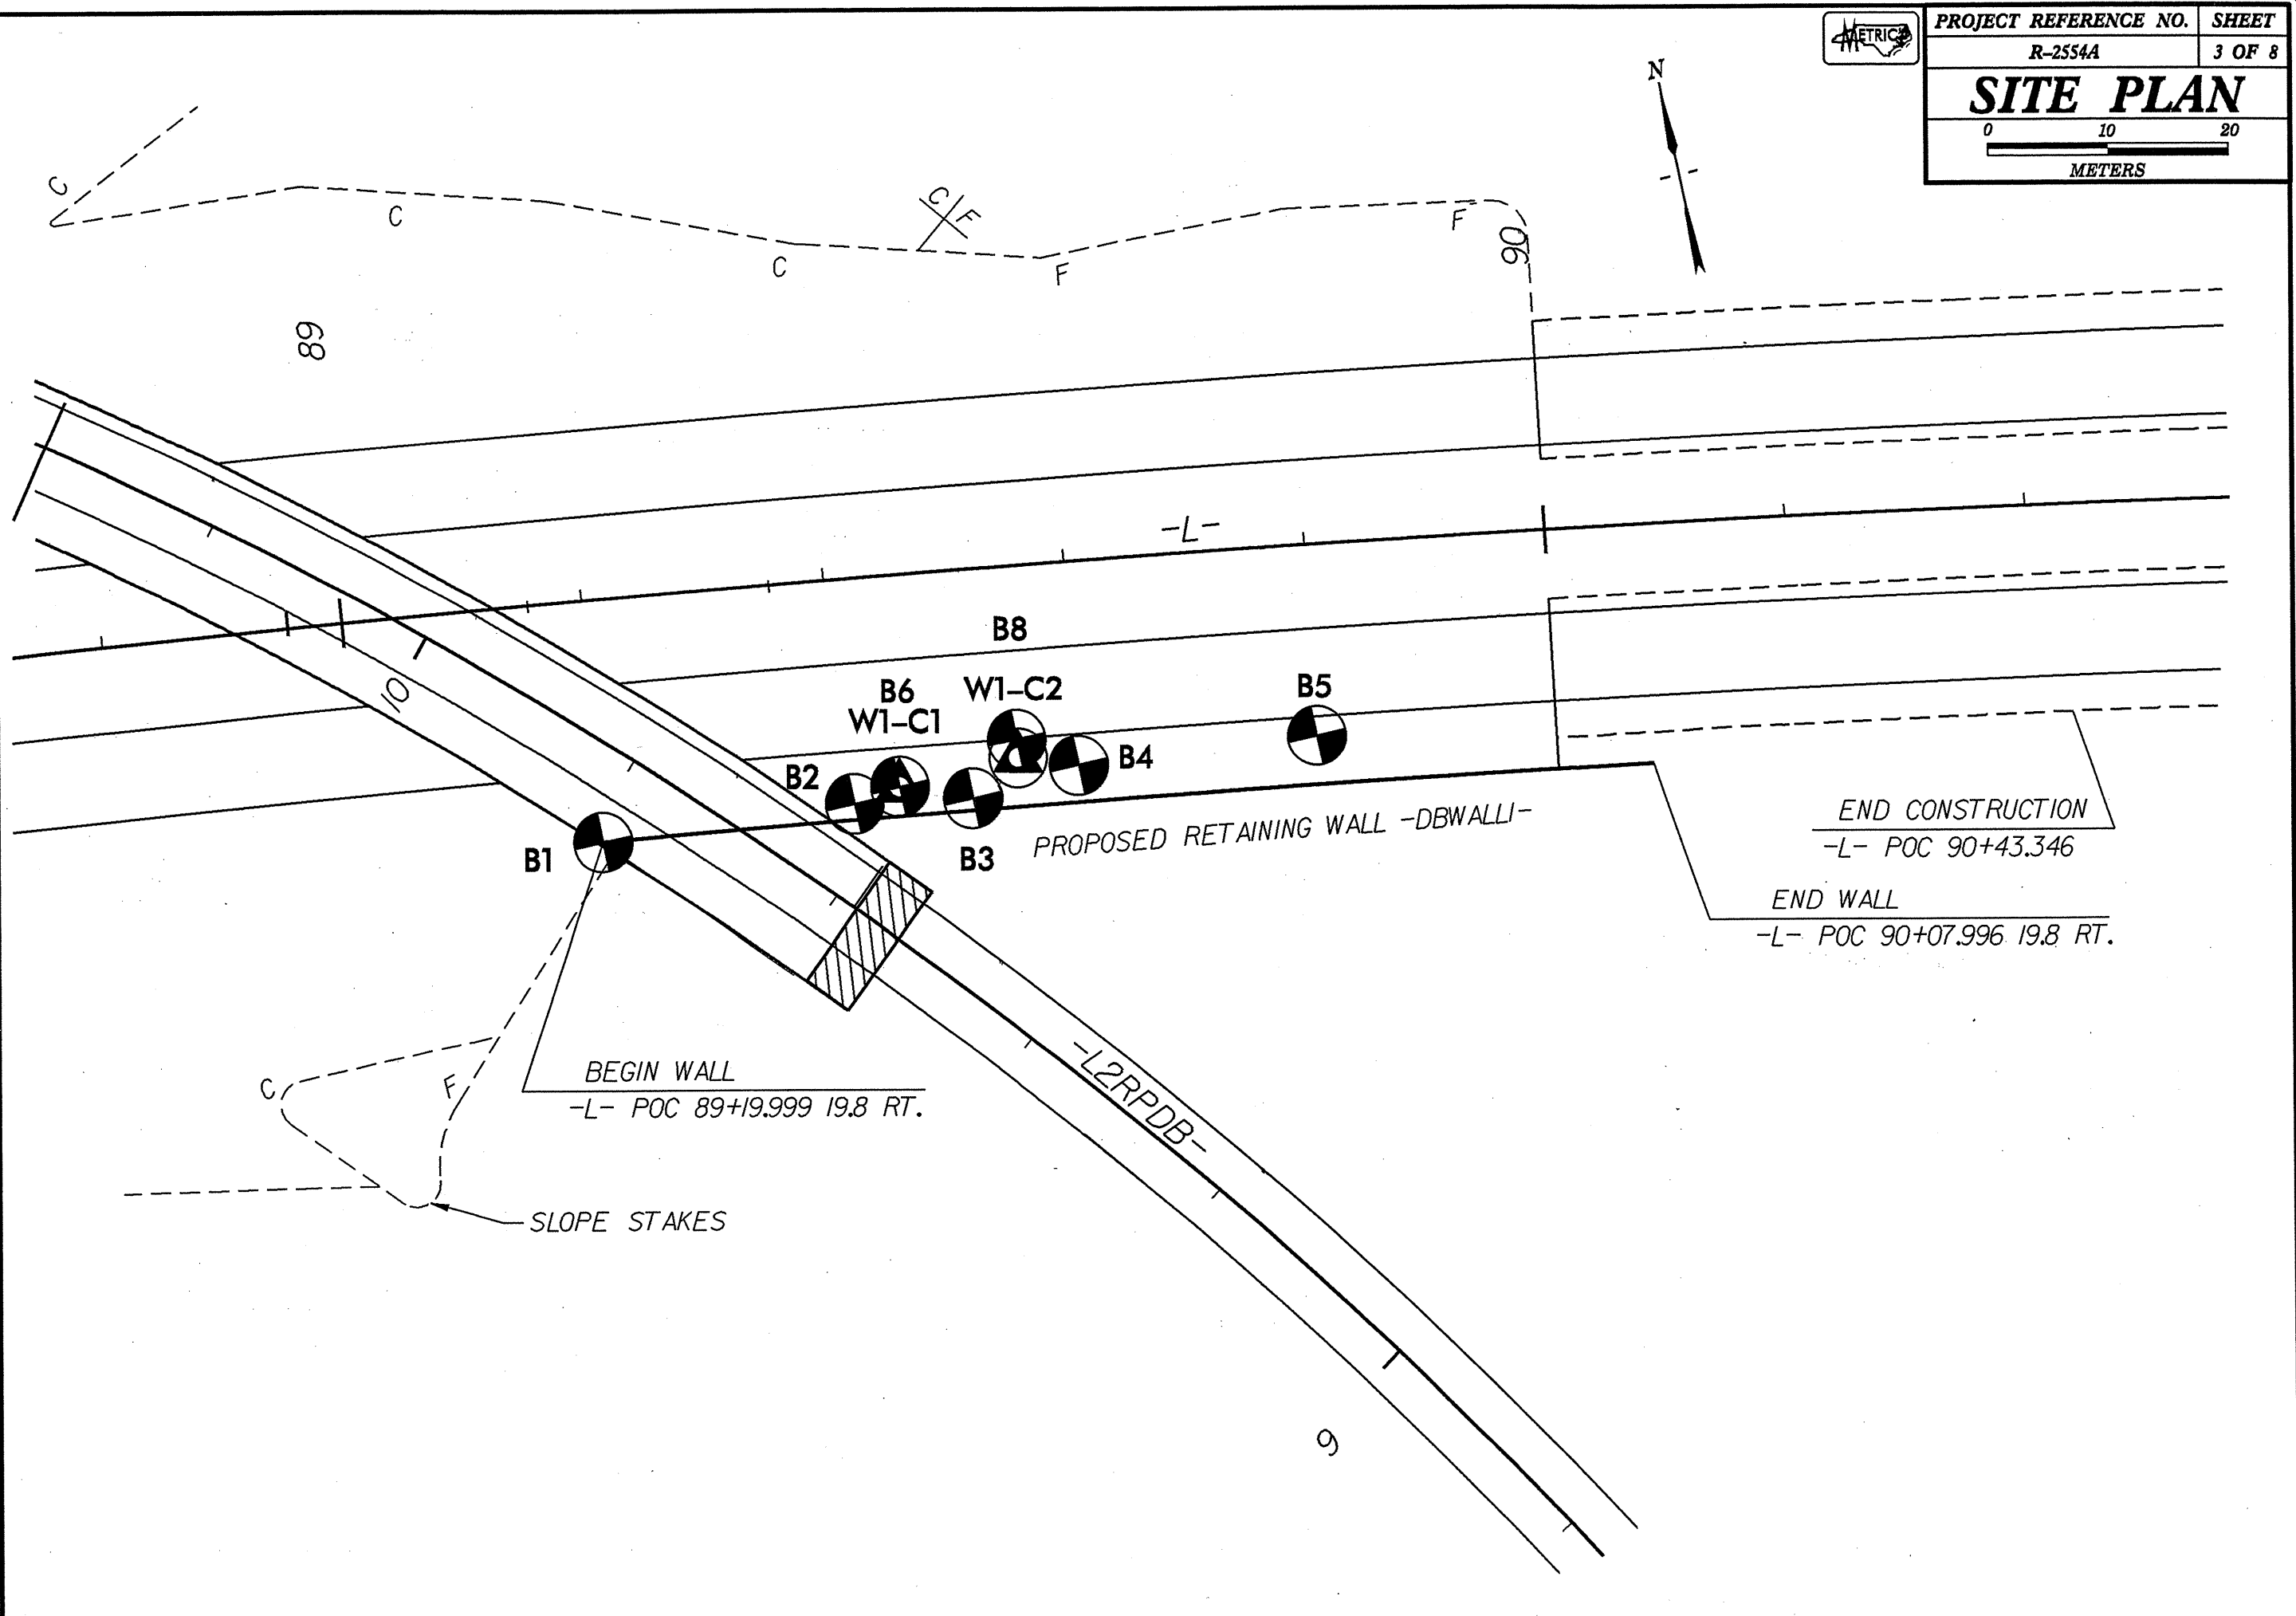 METRIC
PROJECT REFERENCE NO. SHEET
R-2554A 3 OF 8
SITE PLAN
0 10 20
METERS
N
C
C
C/F
C
F
F
90
89
-L-
B8
B6
W1-C2
B5
W1-C1
10
B2
B4
B1
B3
PROPOSED RETAINING WALL -DBWALL1-
END CONSTRUCTION
-L- POC 90+43.346
END WALL
-L- POC 90+07.996 19.8 RT.
BEGIN WALL
-L- POC 89+19.999 19.8 RT.
C
F
-L2RPDB-
SLOPE STAKES
9